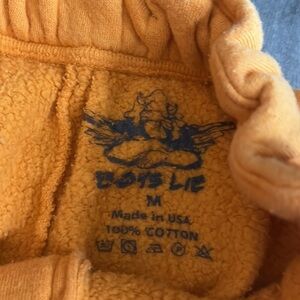 BOYS LIE
M
Made in USA
100% COTTON